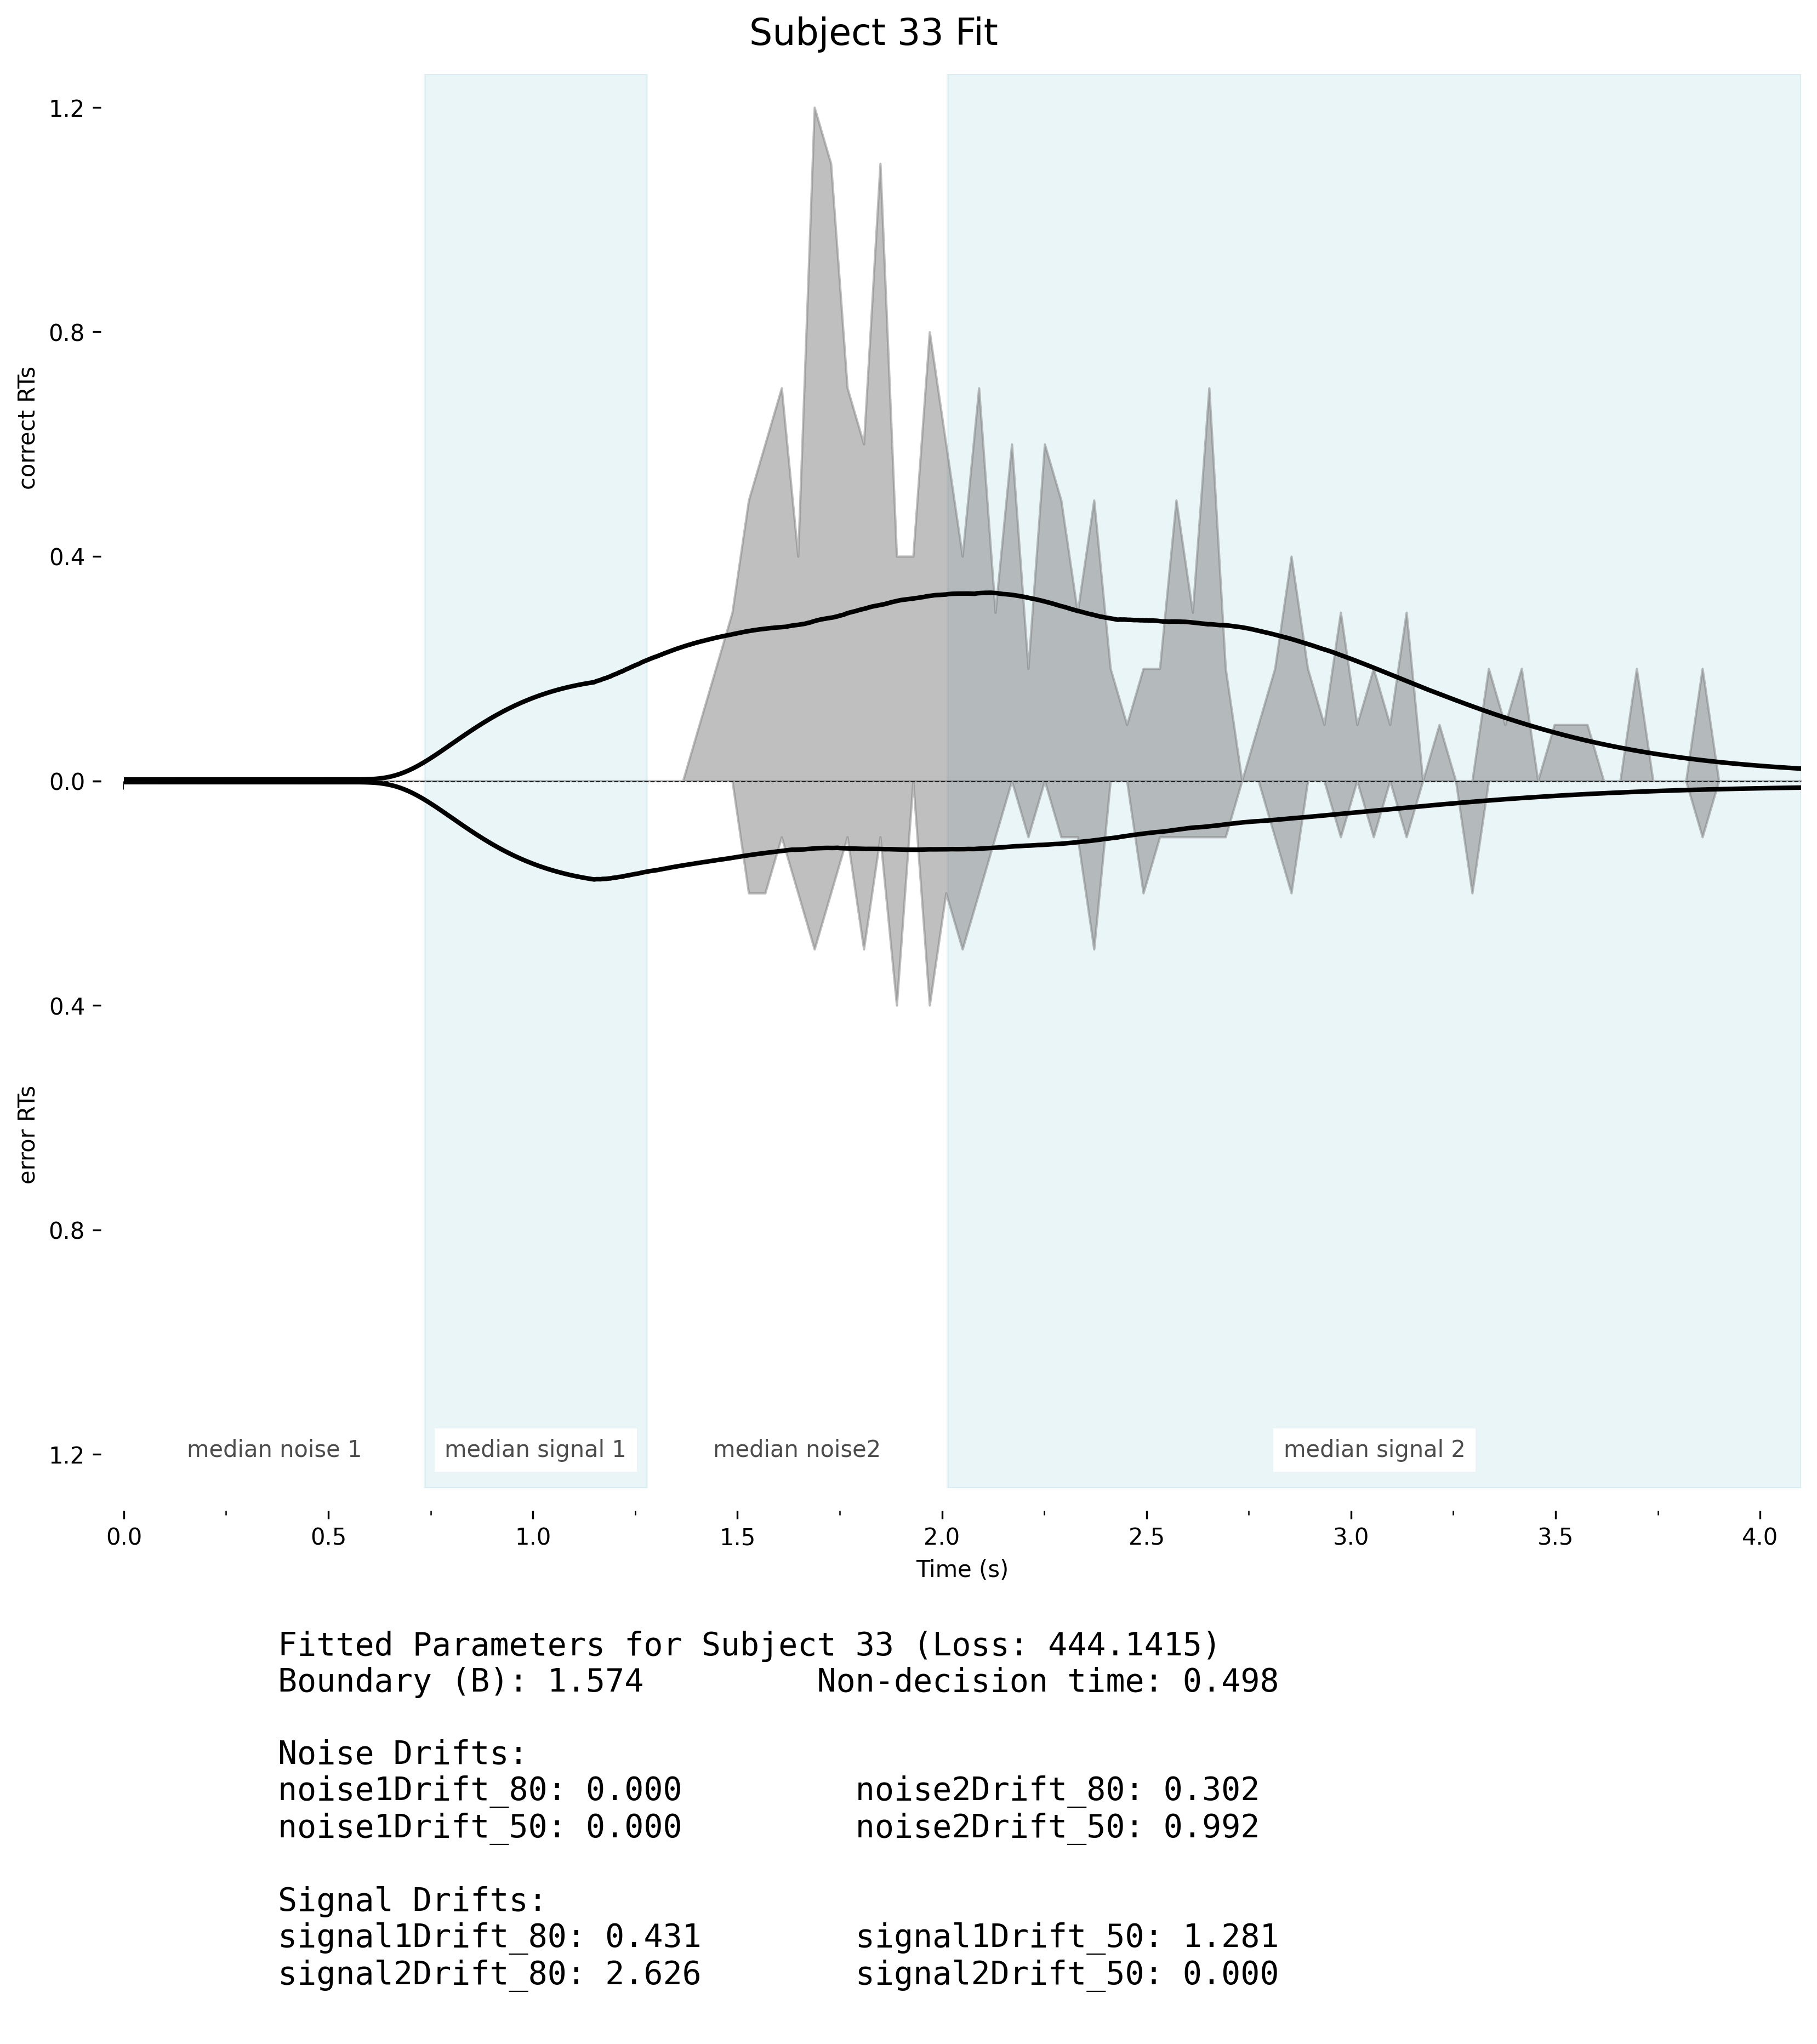 Subject 33 Fit
1.2
0.8
0.4
0.0
0.4
0.8
1.2
correct RTs
error RTs
median noise 1
median signal 1
median noise2
median signal 2
0.0 0.5 1.0 1.5 2.0 2.5 3.0 3.5 4.0
Time (s)
Fitted Parameters for Subject 33 (Loss: 444.1415)
Boundary (B): 1.574 Non-decision time: 0.498
Noise Drifts:
noise1Drift_80: 0.000 noise2Drift_80: 0.302
noise1Drift_50: 0.000 noise2Drift_50: 0.992
Signal Drifts:
signal1Drift_80: 0.431 signal1Drift_50: 1.281
signal2Drift_80: 2.626 signal2Drift_50: 0.000